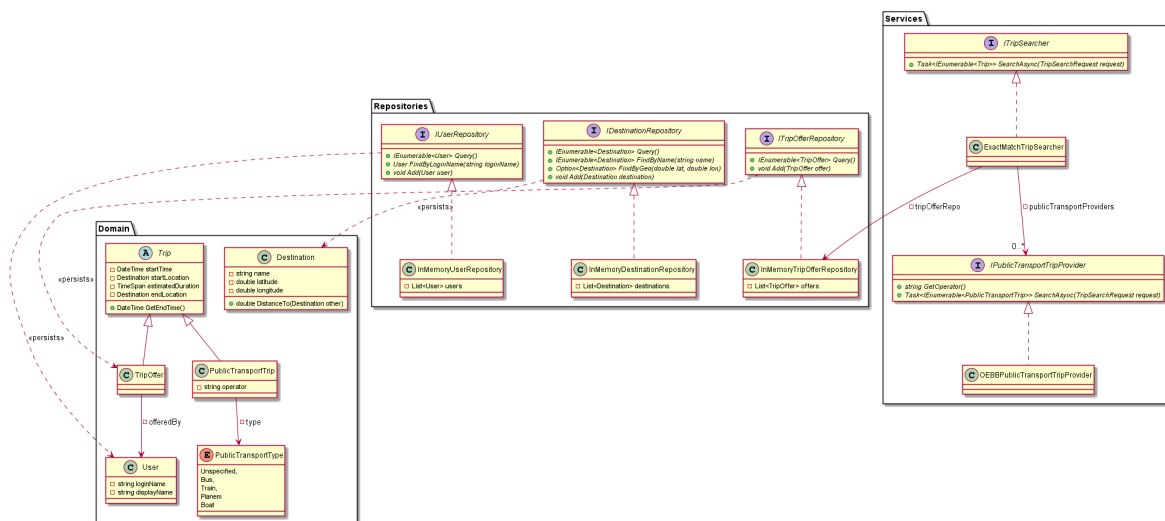 Services
I ITripSearcher
Task<IEnumerable<Trip>> SearchAsync(TripSearchRequest request)
C ExactMatchTripSearcher
tripOfferRepo
publicTransportProviders
0..*
I IPublicTransportTripProvider
string GetOperator()
Task<IEnumerable<PublicTransportTrip>> SearchAsync(TripSearchRequest request)
C OEBBPublicTransportTripProvider
Repositories
I IUserRepository
IEnumerable<User> Query()
User FindByLoginName(string loginName)
void Add(User user)
I IDestinationRepository
IEnumerable<Destination> Query()
IEnumerable<Destination> FindByName(string name)
Option<Destination> FindByGeo(double lat, double lon)
void Add(Destination destination)
I ITripOfferRepository
IEnumerable<TripOffer> Query()
void Add(TripOffer offer)
«persists»
C InMemoryUserRepository
List<User> users
C InMemoryDestinationRepository
List<Destination> destinations
C InMemoryTripOfferRepository
List<TripOffer> offers
Domain
A Trip
DateTime startTime
Destination startLocation
TimeSpan estimatedDuration
Destination endLocation
DateTime GetEndTime()
C Destination
string name
double latitude
double longitude
double DistanceTo(Destination other)
«persists»
«persists»
C TripOffer
C PublicTransportTrip
string operator
offeredBy
type
C User
string loginName
string displayName
E PublicTransportType
Unspecified,
Bus,
Train,
Planem
Boat